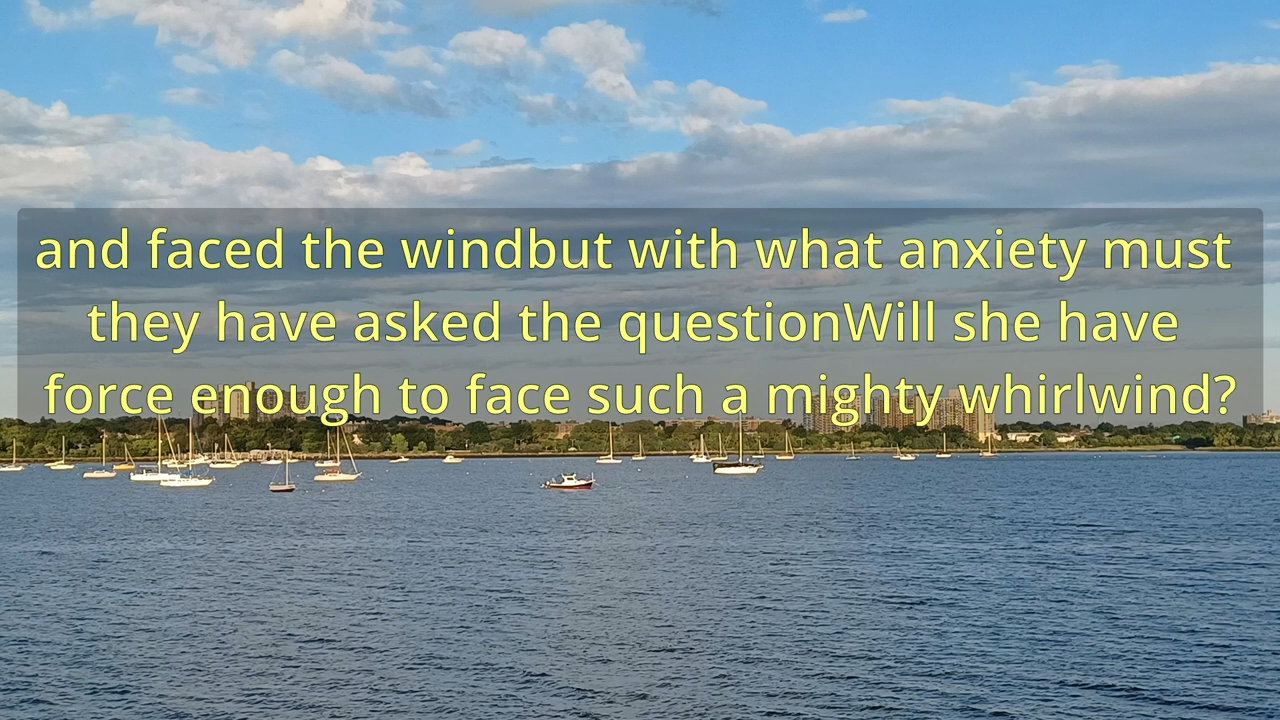 and faced the windbut with what anxiety must
they have asked the questionWill she have
force enough to face such a mighty whirlwind?